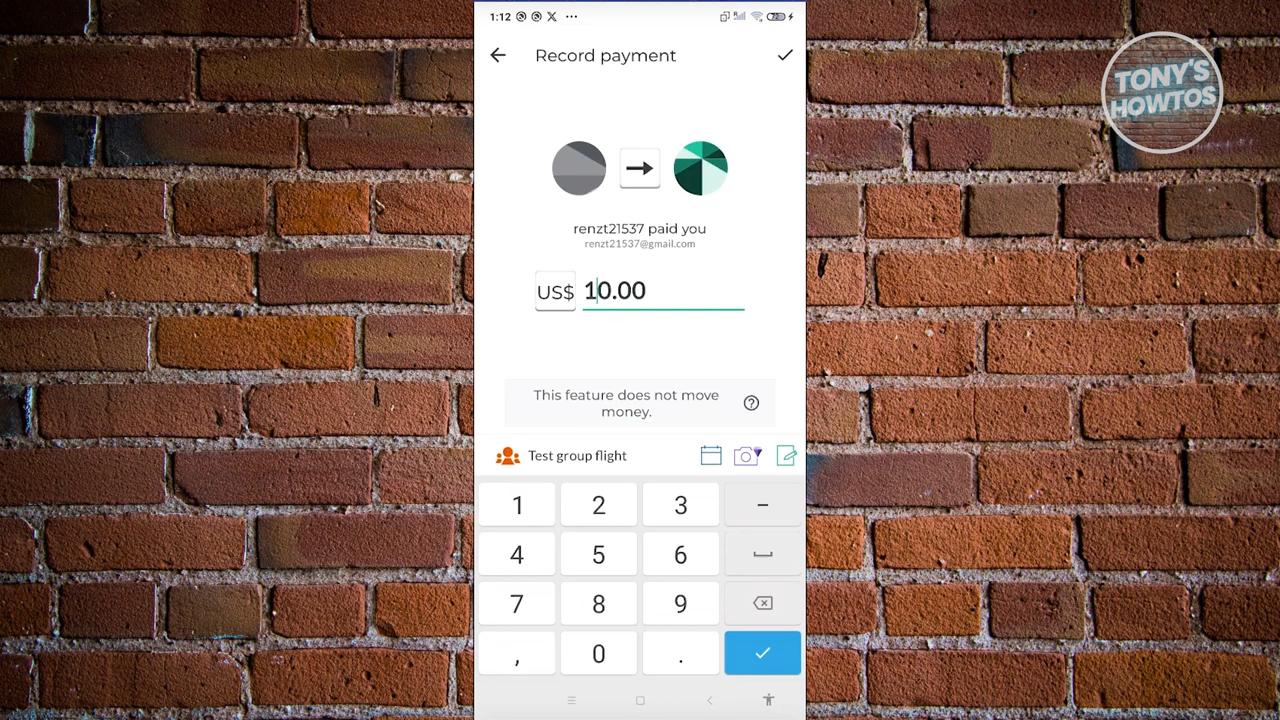 1:12
Record payment
TONY'S
HOWTOS
renzt21537 paid you
renzt21537@gmail.com
US$ 10.00
This feature does not move
money.
Test group flight
1 2 3 -
4 5 6
7 8 9
, 0 .